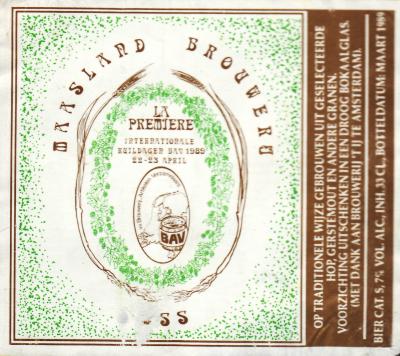 MAASLAND BROUWERIJ
LA
PREMIERE
INTERNATIONALE
RUILDAGEN BAV 1989
22-23 APRIL
BAV
OSS
OP TRADITIONELE WIJZE GEBROUWEN UIT GESELECTEERDE
HOP, GERSTEMOUT EN ANDERE GRANEN.
VOORZICHTING UITSCHENKEN IN EEN DROOG BOKAALGLAS.
(MET DANK AAN BROUWERIJ 'T IJ TE AMSTERDAM).
BIER CAT. S, 7% VOL. ALC., INH. 33 CL., BOTTELDATUM: MAART 1989